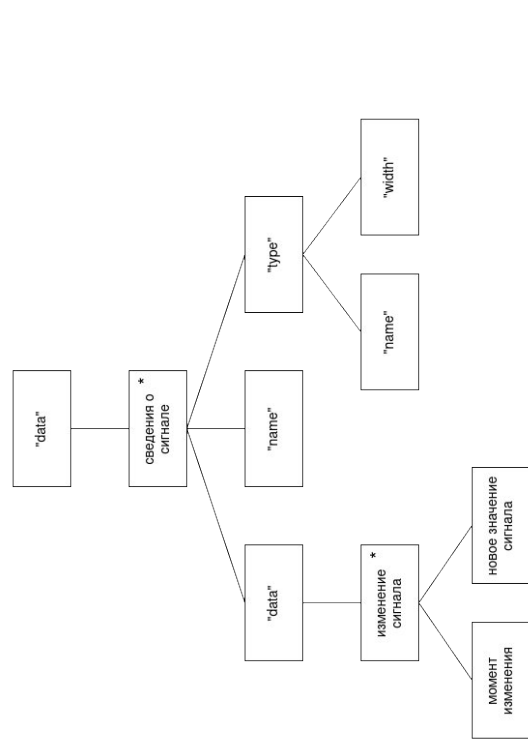 "data"
сведения о *
сигнале
"data"
"name"
"type"
изменение *
сигнала
"name"
"width"
момент
изменения
новое значение
сигнала